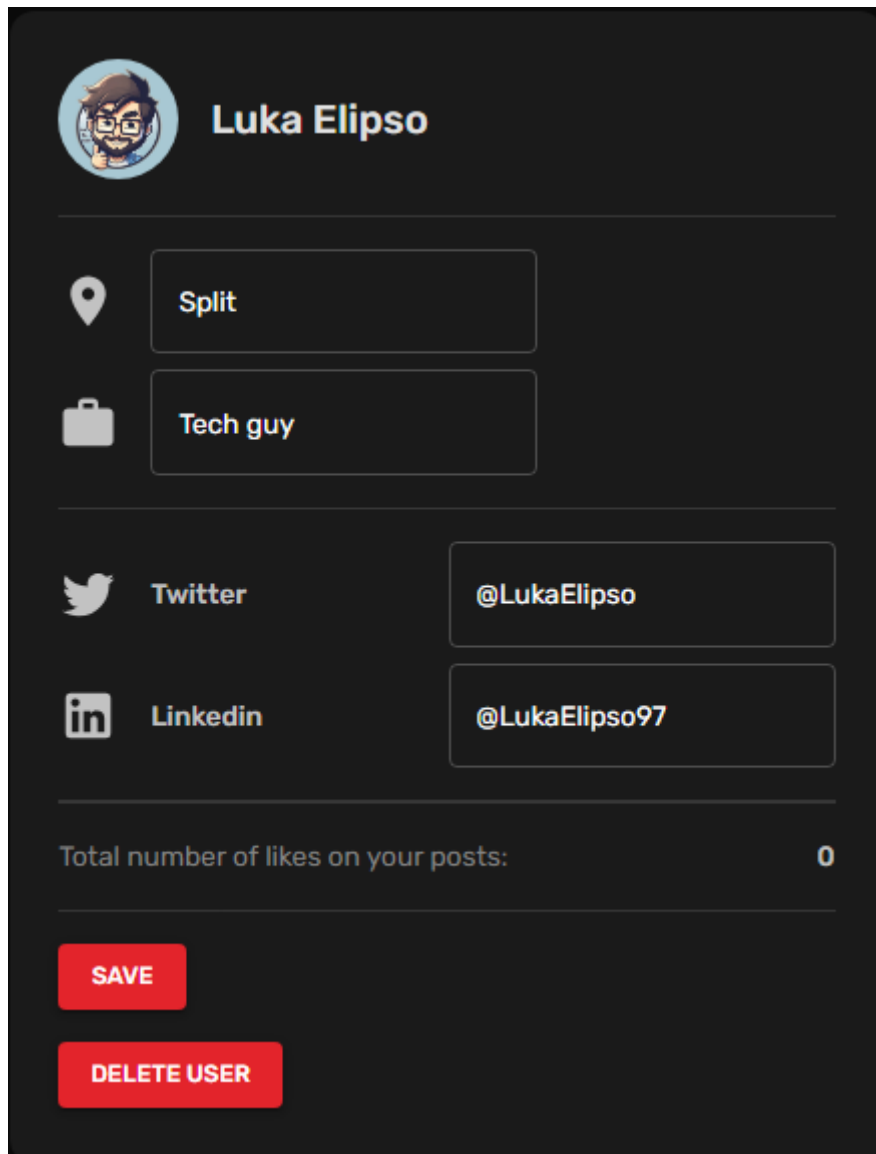 Luka Elipso
Split
Tech guy
Twitter @LukaElipso
Linkedin @LukaElipso97
Total number of likes on your posts: 0
SAVE
DELETE USER